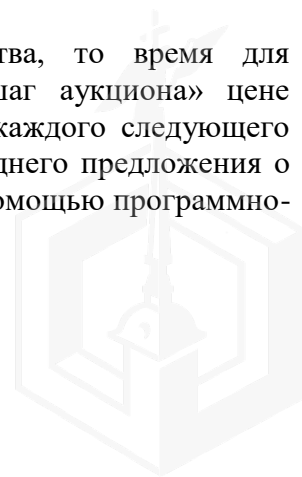 тва, то время для
шаг аукциона» цене
каждого следующего
днего предложения о
омощью программно-